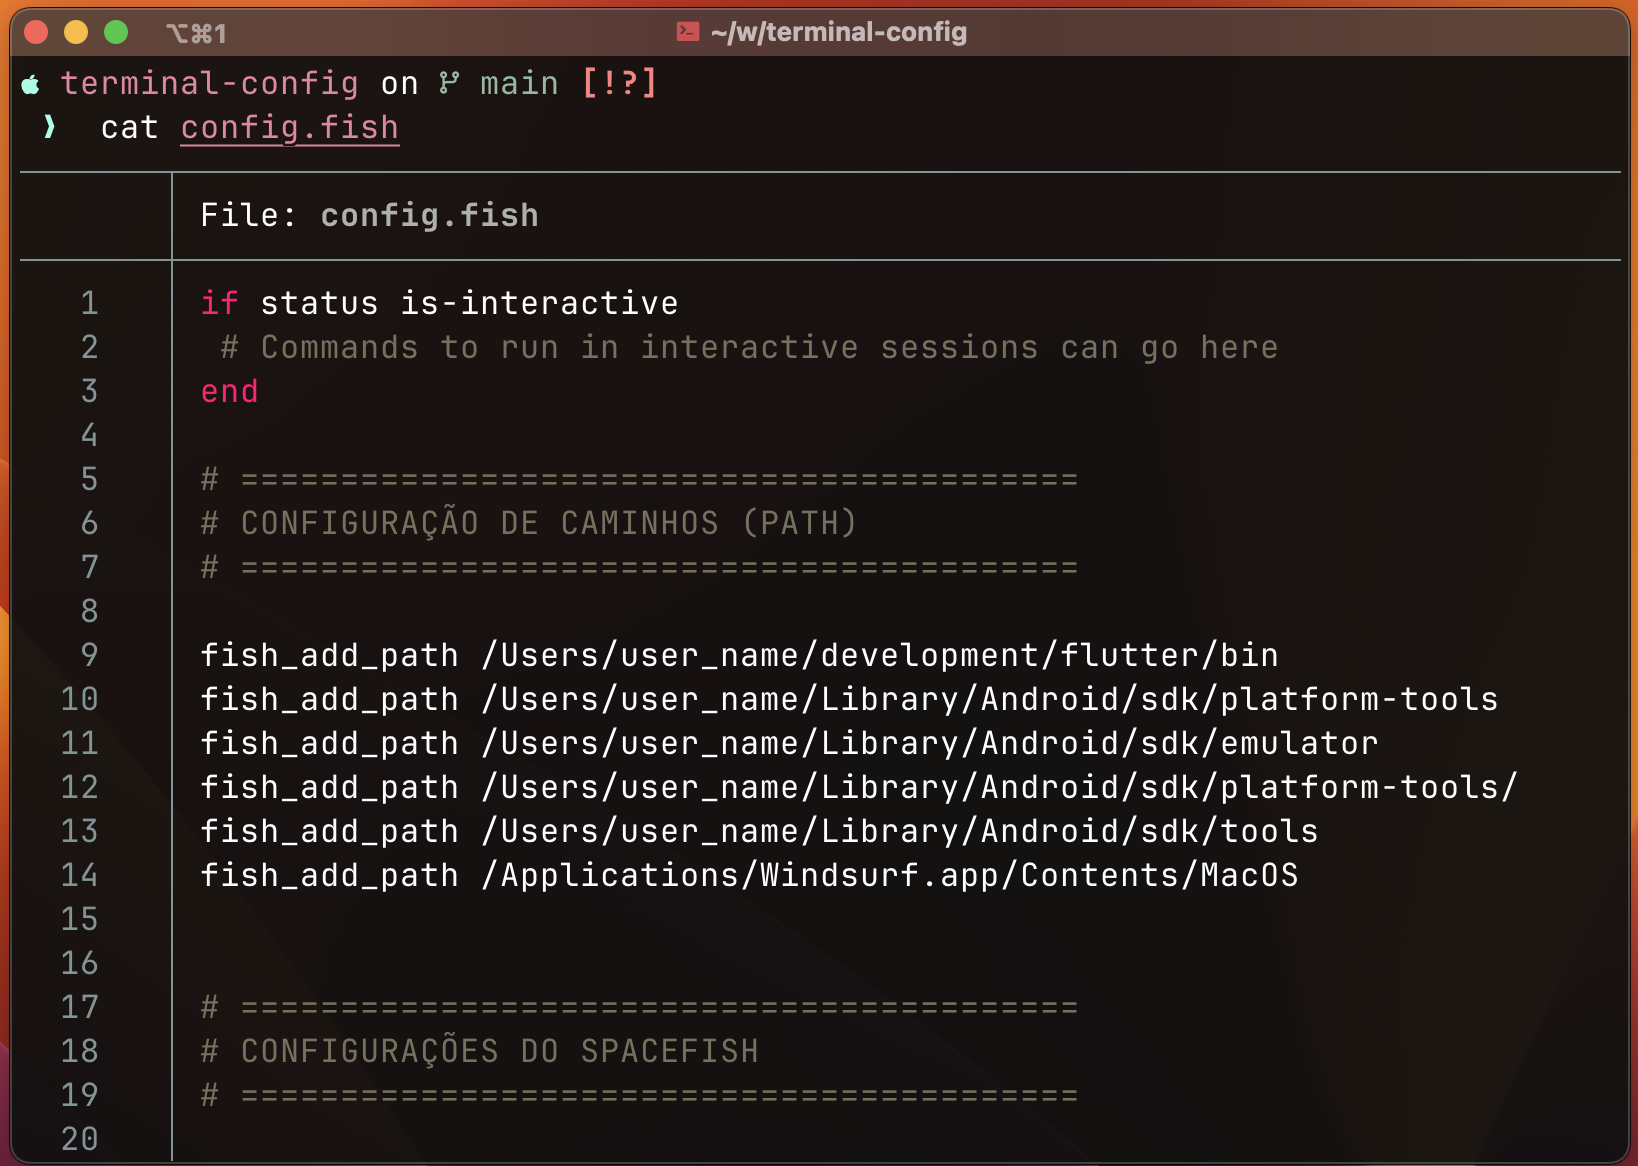 ⌥⌘1
~/w/terminal-config
terminal-config on main [!?]
❯ cat config.fish
File: config.fish
1 if status is-interactive
2  # Commands to run in interactive sessions can go here
3 end
4
5 # ==========================================
6 # CONFIGURAÇÃO DE CAMINHOS (PATH)
7 # ==========================================
8
9 fish_add_path /Users/user_name/development/flutter/bin
10 fish_add_path /Users/user_name/Library/Android/sdk/platform-tools
11 fish_add_path /Users/user_name/Library/Android/sdk/emulator
12 fish_add_path /Users/user_name/Library/Android/sdk/platform-tools/
13 fish_add_path /Users/user_name/Library/Android/sdk/tools
14 fish_add_path /Applications/Windsurf.app/Contents/MacOS
15
16
17 # ==========================================
18 # CONFIGURAÇÕES DO SPACEFISH
19 # ==========================================
20